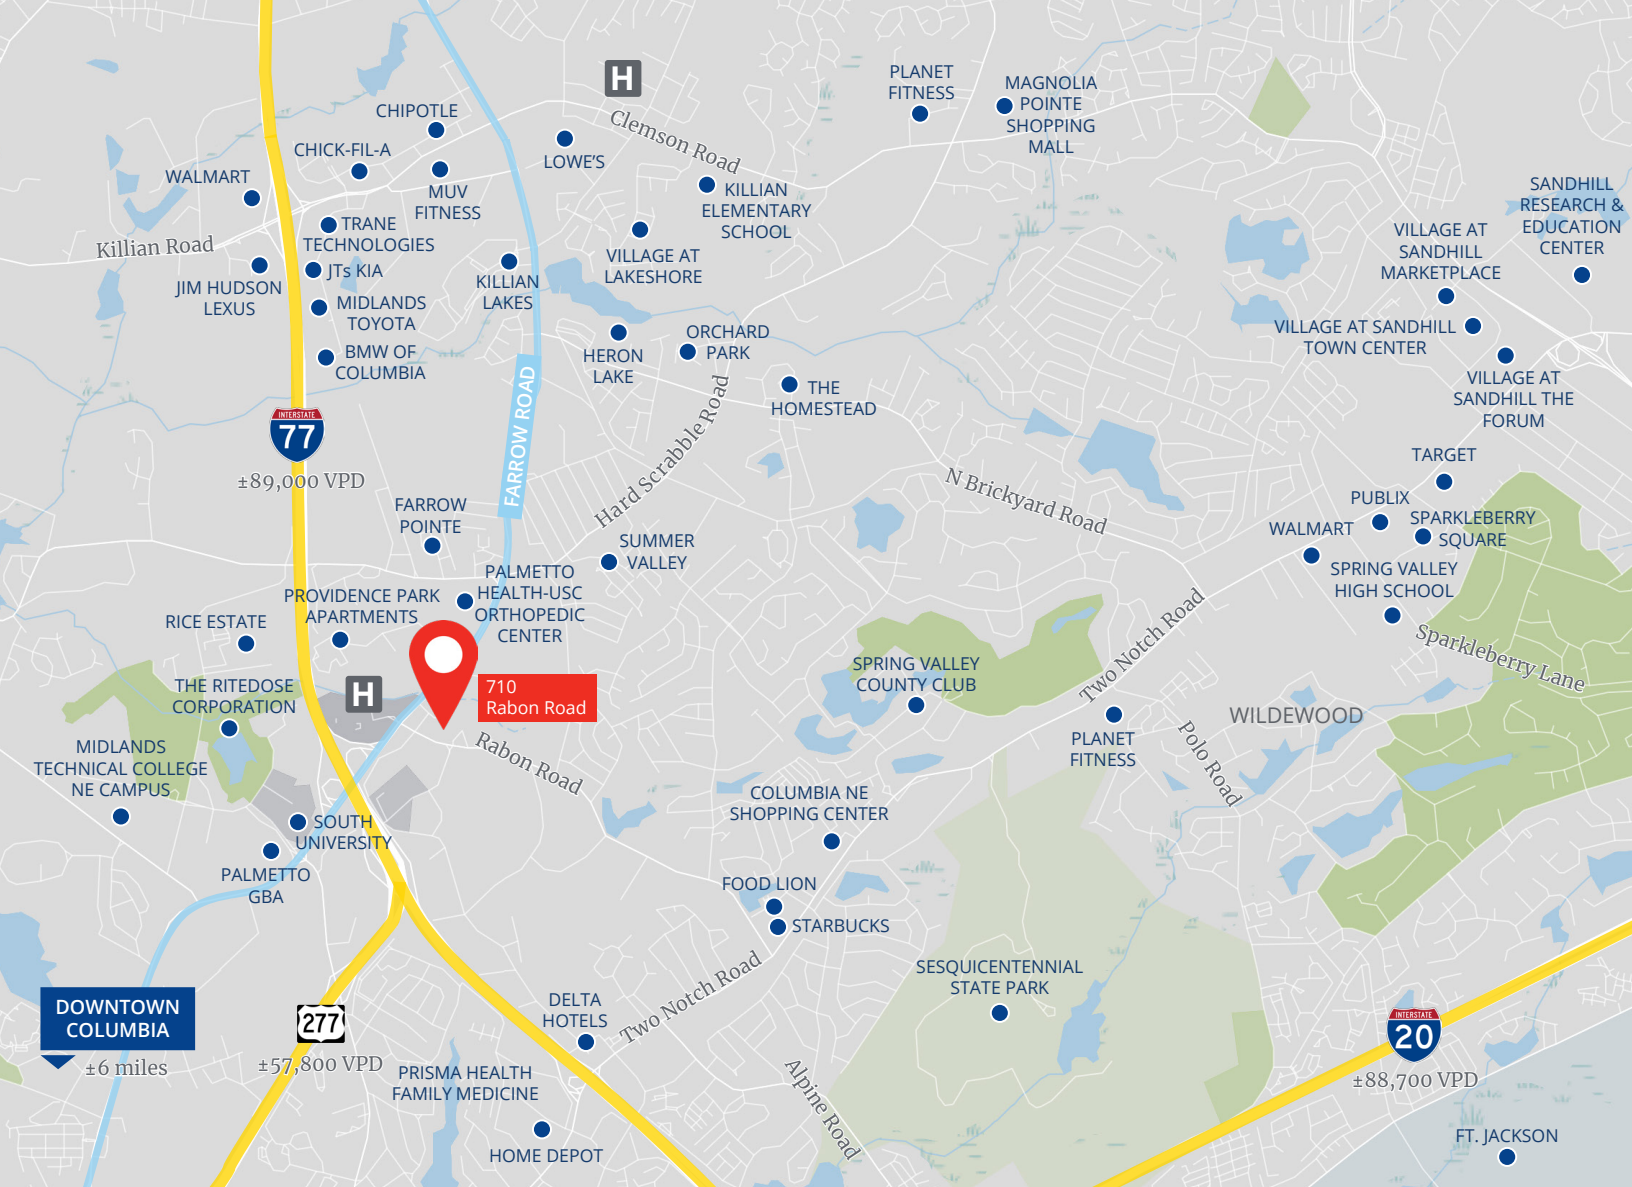 H
PLANET
FITNESS
MAGNOLIA
POINTE
SHOPPING
MALL
CHIPOTLE
Clemson Road
CHICK-FIL-A
LOWE'S
WALMART
MUV
FITNESS
KILLIAN
ELEMENTARY
SCHOOL
SANDHILL
RESEARCH &
EDUCATION
CENTER
TRANE
TECHNOLOGIES
Killian Road
VILLAGE AT
LAKESHORE
VILLAGE AT
SANDHILL
MARKETPLACE
JTs KIA
JIM HUDSON
LEXUS
KILLIAN
LAKES
MIDLANDS
TOYOTA
ORCHARD
PARK
VILLAGE AT SANDHILL
TOWN CENTER
BMW OF
COLUMBIA
HERON
LAKE
VILLAGE AT
SANDHILL THE
FORUM
THE
HOMESTEAD
FARROW ROAD
Hard Scrabble Road
INTERSTATE
77
±89,000 VPD
TARGET
N Brickyard Road
PUBLIX
SPARKLEBERRY
SQUARE
WALMART
FARROW
POINTE
SUMMER
VALLEY
SPRING VALLEY
HIGH SCHOOL
PALMETTO
HEALTH-USC
ORTHOPEDIC
CENTER
PROVIDENCE PARK
APARTMENTS
RICE ESTATE
Two Notch Road
Sparkleberry Lane
SPRING VALLEY
COUNTY CLUB
THE RITEDOSE
CORPORATION
H
710
Rabon Road
WILDEWOOD
Rabon Road
PLANET
FITNESS
Polo Road
MIDLANDS
TECHNICAL COLLEGE
NE CAMPUS
COLUMBIA NE
SHOPPING CENTER
SOUTH
UNIVERSITY
PALMETTO
GBA
FOOD LION
STARBUCKS
SESQUICENTENNIAL
STATE PARK
Two Notch Road
DELTA
HOTELS
DOWNTOWN
COLUMBIA
±6 miles
277
±57,800 VPD
INTERSTATE
20
±88,700 VPD
PRISMA HEALTH
FAMILY MEDICINE
Alpine Road
HOME DEPOT
FT. JACKSON